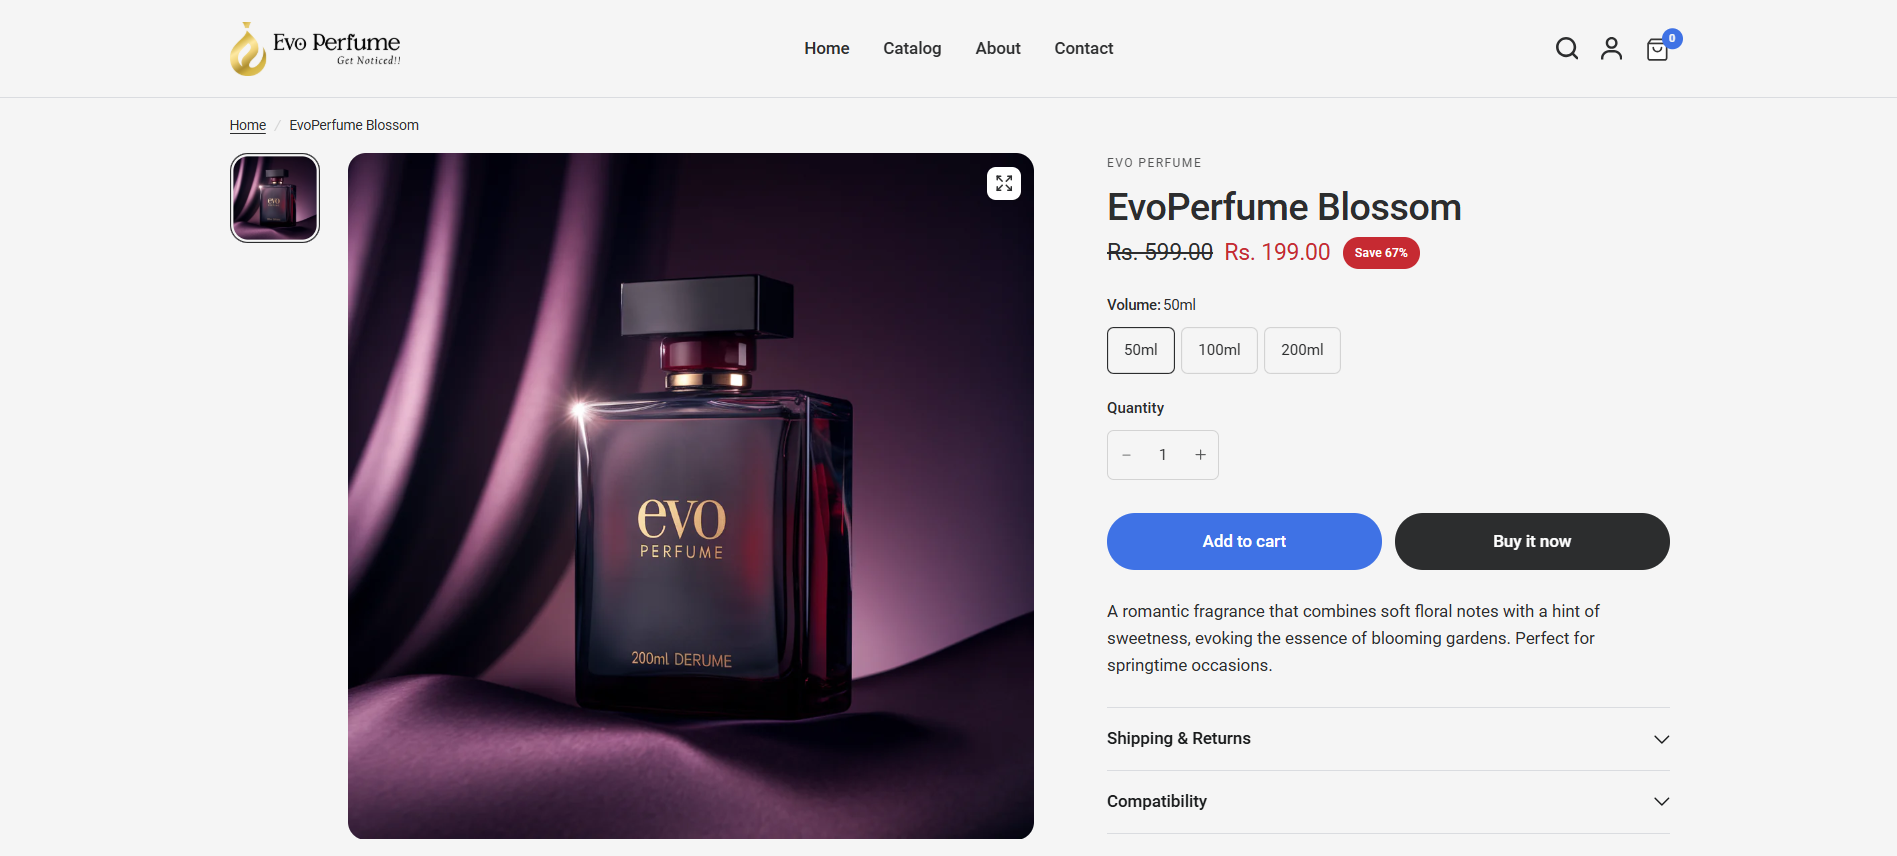 Evo Perfume
Get Noticed!!
Home
Catalog
About
Contact
0
Home / EvoPerfume Blossom
evo
PERFUME
200ml DERUME
EVO PERFUME
EvoPerfume Blossom
Rs. 599.00 Rs. 199.00 Save 67%
Volume: 50ml
50ml
100ml
200ml
Quantity
− 1 +
Add to cart
Buy it now
A romantic fragrance that combines soft floral notes with a hint of
sweetness, evoking the essence of blooming gardens. Perfect for
springtime occasions.
Shipping & Returns
Compatibility